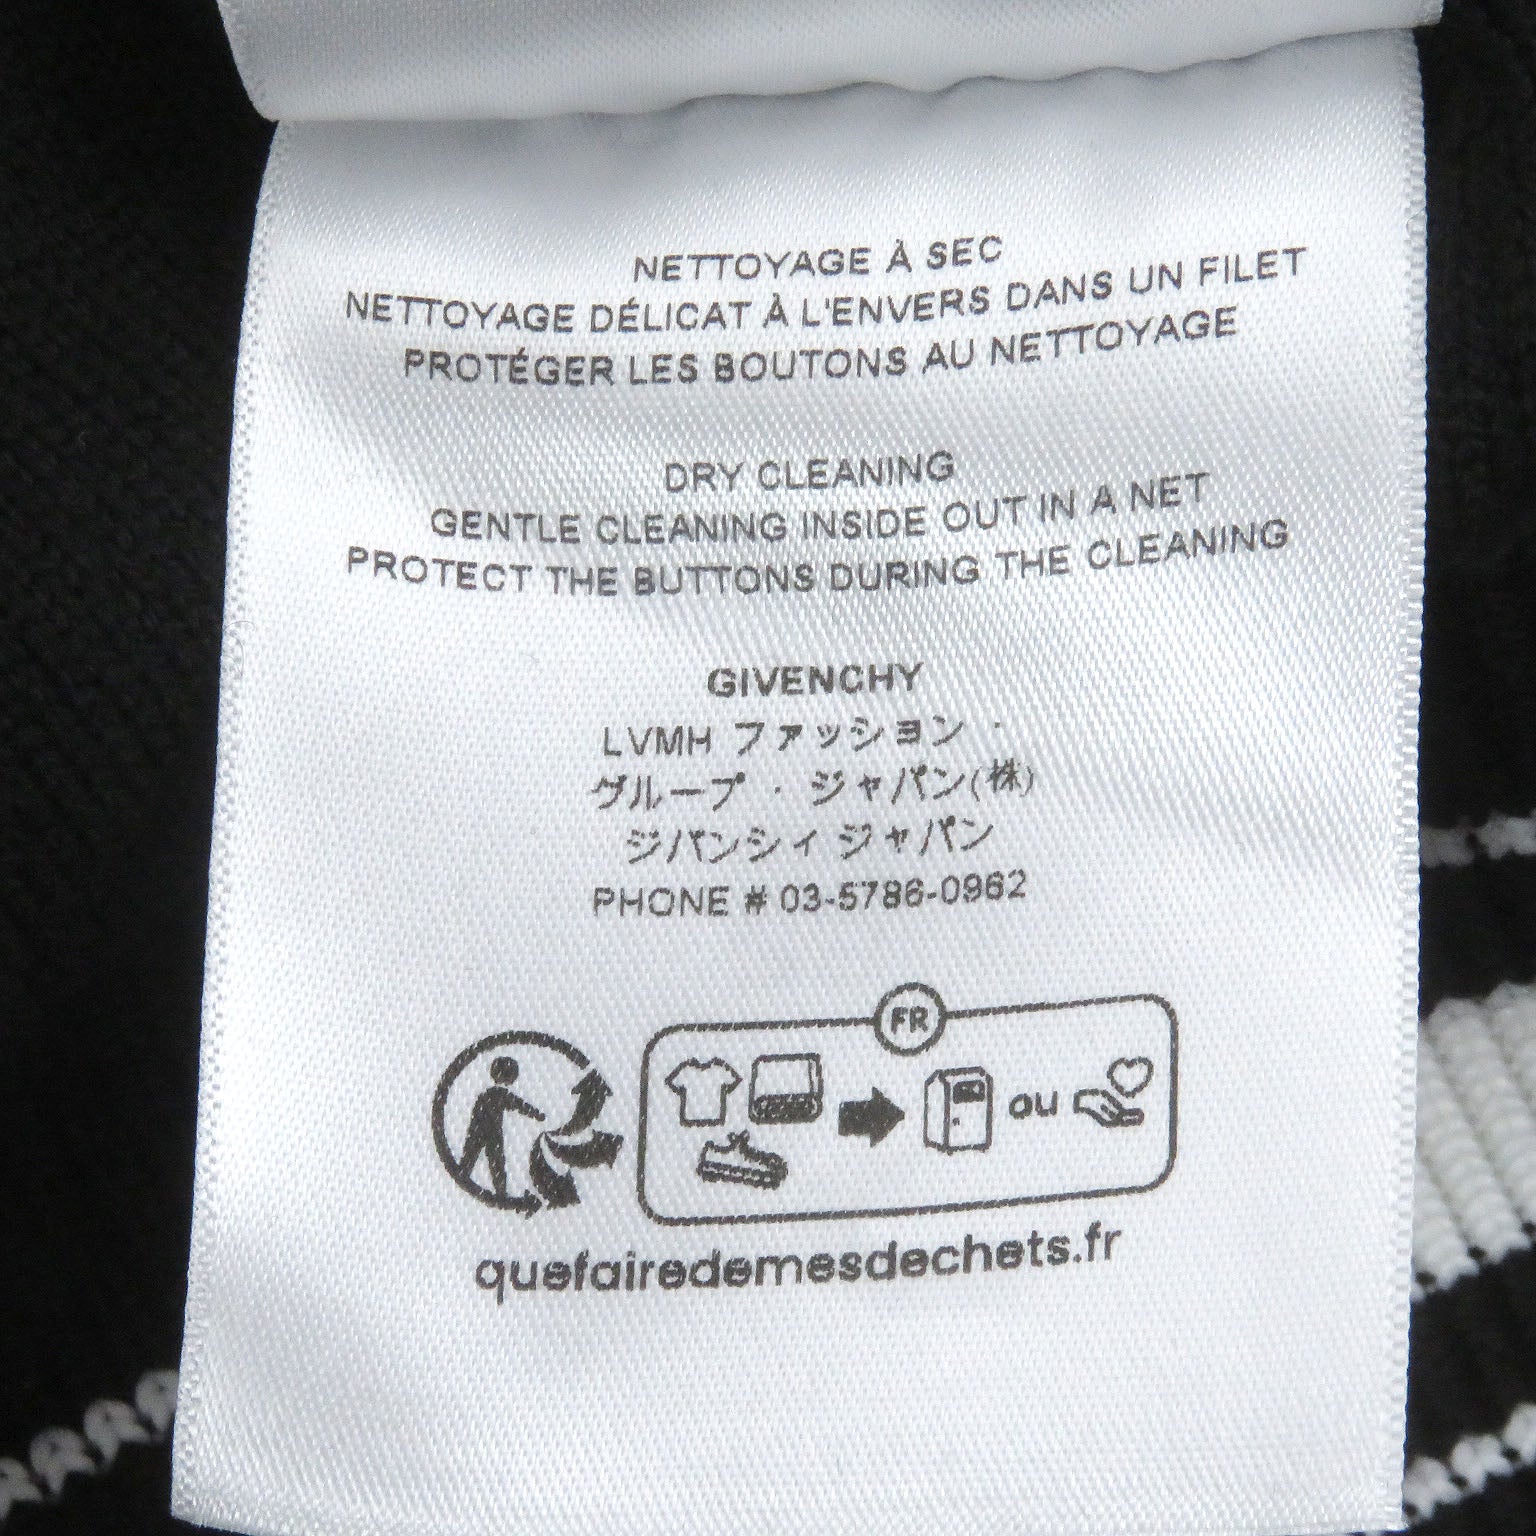 NETTOYAGE À SEC
NETTOYAGE DÉLICAT À L'ENVERS DANS UN FILET
PROTÉGER LES BOUTONS AU NETTOYAGE
DRY CLEANING
GENTLE CLEANING INSIDE OUT IN A NET
PROTECT THE BUTTONS DURING THE CLEANING
GIVENCHY
LVMH ファッション ・
グループ ・ ジャパン(株)
ジバンシィ ジャパン
PHONE # 03-5786-0962
FR
ou
quefairedemesdechets.fr